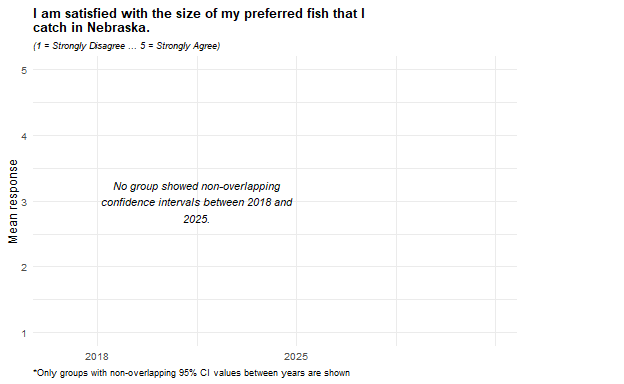 I am satisfied with the size of my preferred fish that I
catch in Nebraska.
(1 = Strongly Disagree ... 5 = Strongly Agree)
5
4
3
2
1
Mean response
No group showed non-overlapping
confidence intervals between 2018 and
2025.
2018
2025
*Only groups with non-overlapping 95% CI values between years are shown